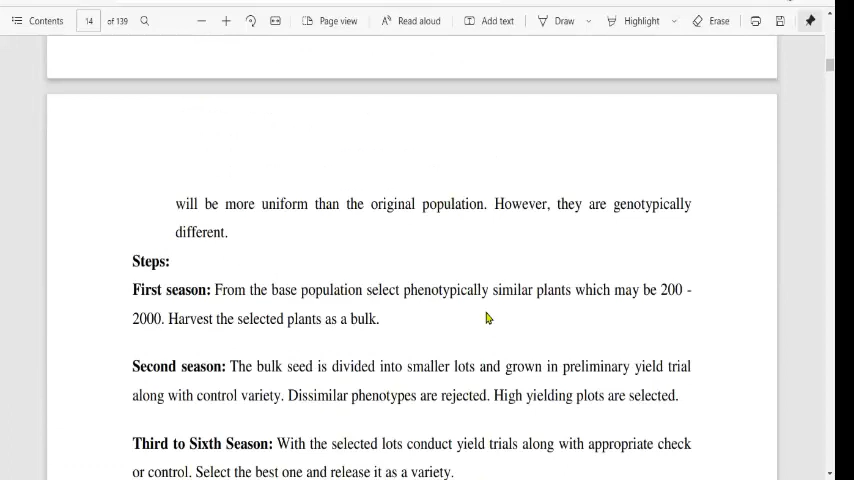 Contents 14 of 139 Page view Read aloud Add text Draw Highlight Erase
will be more uniform than the original population. However, they are genotypically
different.
Steps:
First season: From the base population select phenotypically similar plants which may be 200 -
2000. Harvest the selected plants as a bulk.
Second season: The bulk seed is divided into smaller lots and grown in preliminary yield trial
along with control variety. Dissimilar phenotypes are rejected. High yielding plots are selected.
Third to Sixth Season: With the selected lots conduct yield trials along with appropriate check
or control. Select the best one and release it as a variety.